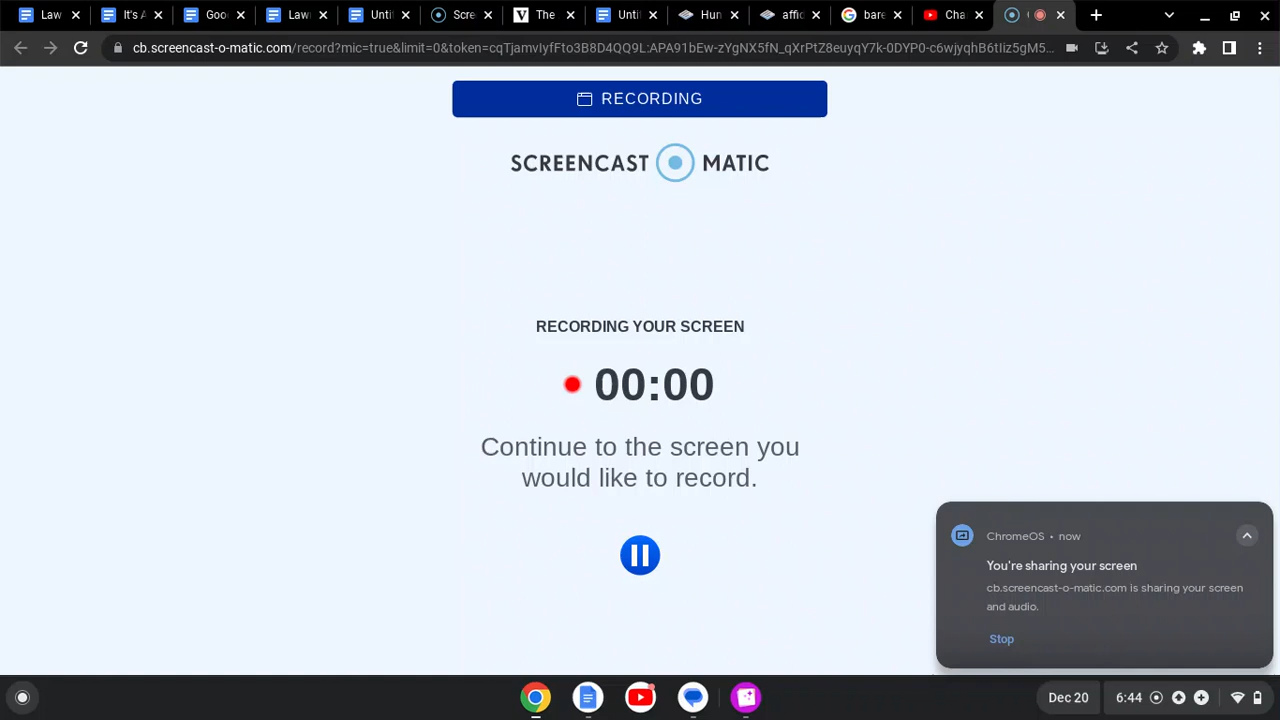 Law
It's A
Goo
Law
Unti
Scre
The
Unti
Hun
affid
bare
Cha
cb.screencast-o-matic.com/record?mic=true&limit=0&token=cqTjamvIyfFto3B8D4QQ9L:APA91bEw-zYgNX5fN_qXrPtZ8euyqY7k-0DYP0-c6wjyqhB6tIiz5gM5...
RECORDING
SCREENCAST MATIC
RECORDING YOUR SCREEN
00:00
Continue to the screen you
would like to record.
ChromeOS • now
You're sharing your screen
cb.screencast-o-matic.com is sharing your screen
and audio.
Stop
Dec 20
6:44